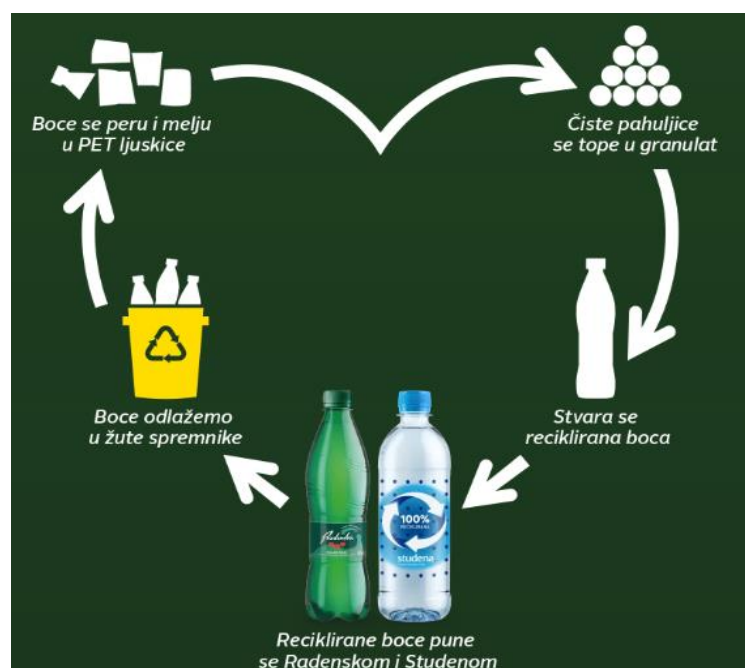 Boce se peru i melju
u PET ljuskice
Čiste pahuljice
se tope u granulat
Boce odlažemo
u žute spremnike
Stvara se
reciklirana boca
100%
studena
Reciklirane boce pune
se Radenskom i Studenom